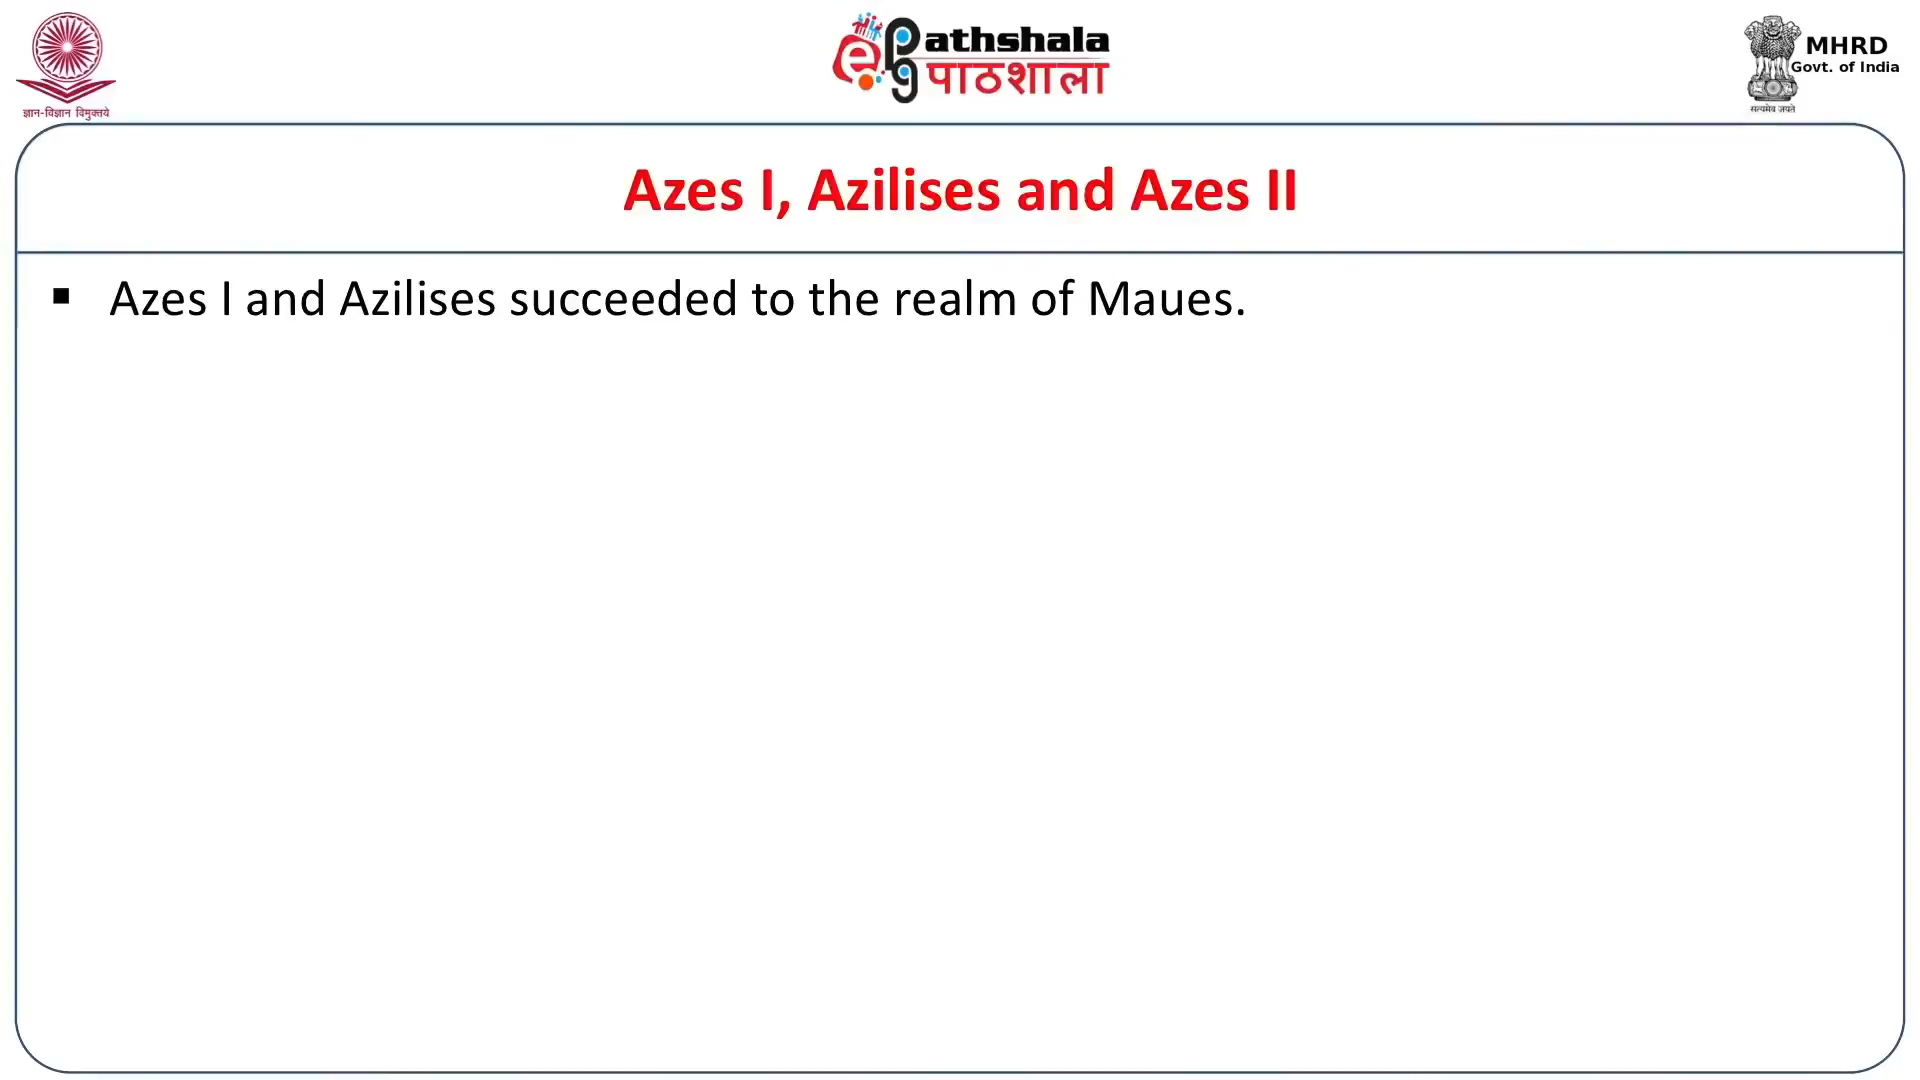 ज्ञान-विज्ञान विमुक्तये
ePathshala
पाठशाला
MHRD
Govt. of India
सत्यमेव जयते
Azes I, Azilises and Azes II
▪ Azes I and Azilises succeeded to the realm of Maues.